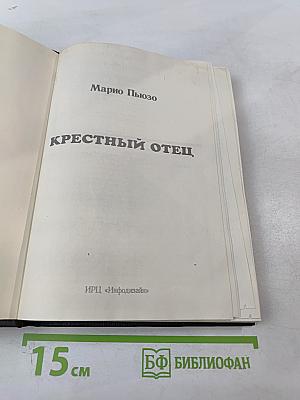 Марио Пьюзо
КРЕСТНЫЙ ОТЕЦ
ИРЦ «Инфодизайн»
15 см
БФ БИБЛИОФАН